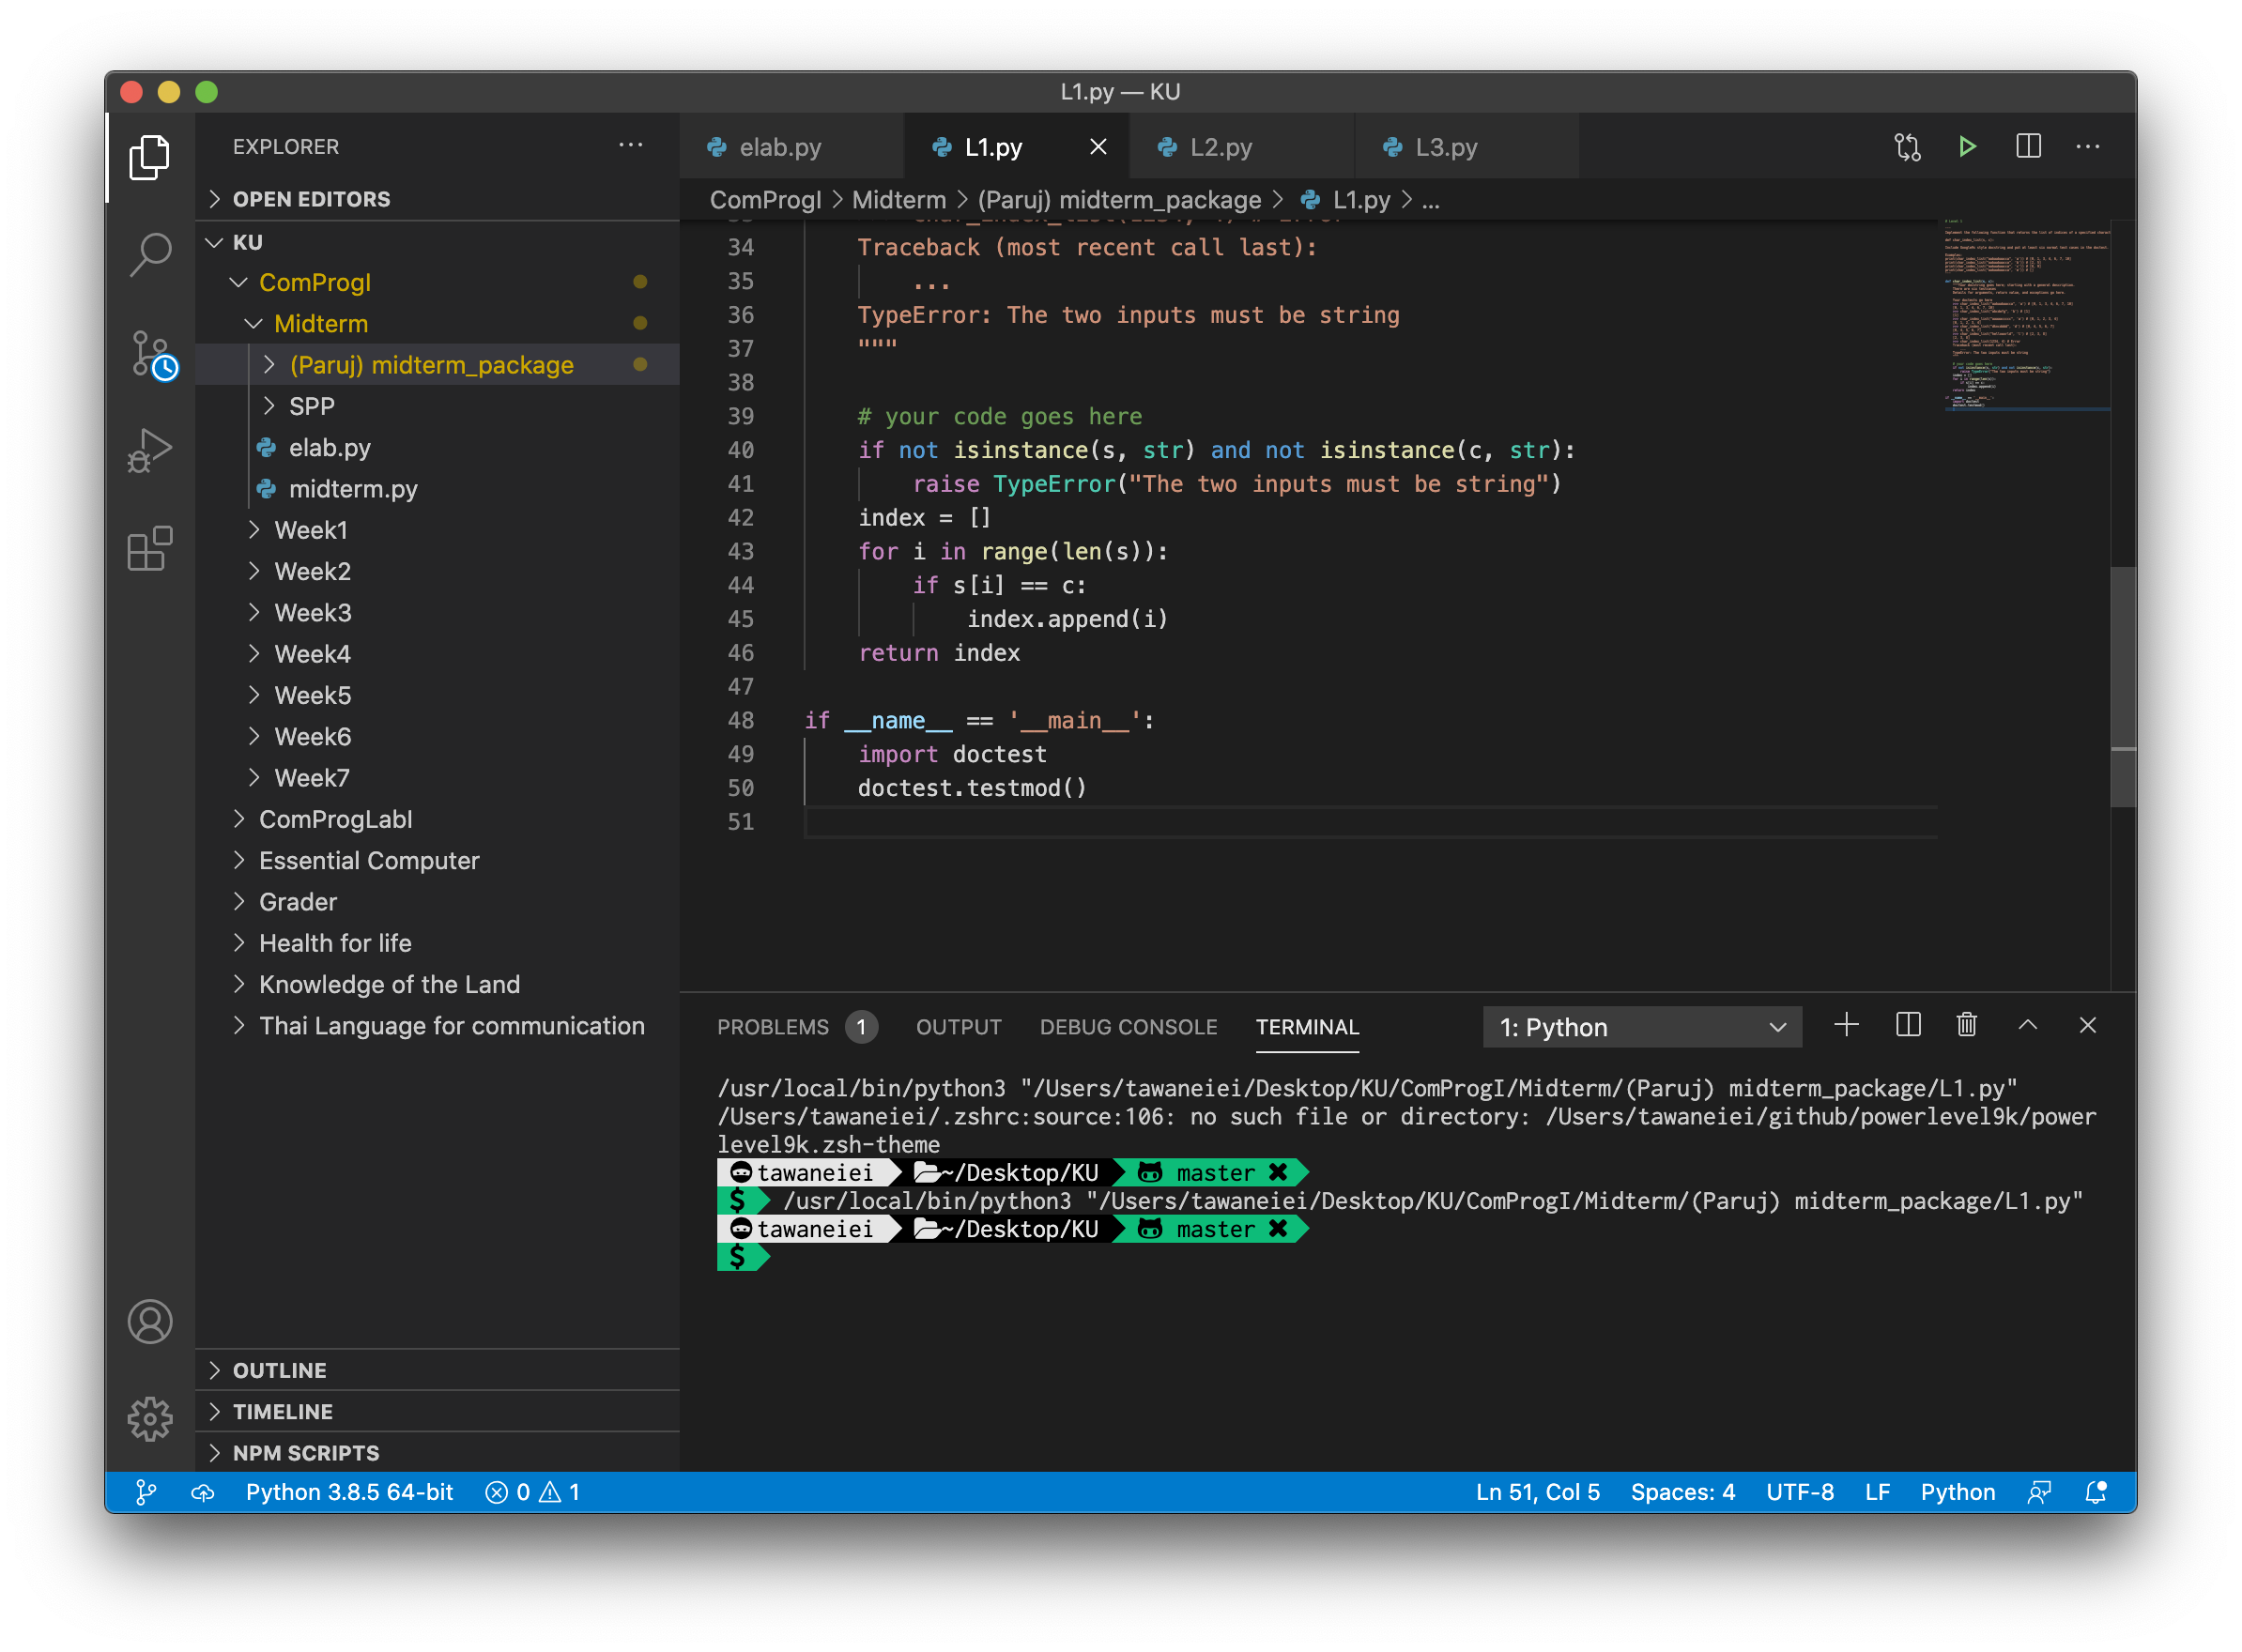 L1.py — KU
EXPLORER
OPEN EDITORS
KU
ComProgI
Midterm
(Paruj) midterm_package
SPP
elab.py
midterm.py
Week1
Week2
Week3
Week4
Week5
Week6
Week7
ComProgLabI
Essential Computer
Grader
Health for life
Knowledge of the Land
Thai Language for communication
OUTLINE
TIMELINE
NPM SCRIPTS
elab.py L1.py L2.py L3.py
ComProgI > Midterm > (Paruj) midterm_package > L1.py > ...
34 Traceback (most recent call last):
35 ...
36 TypeError: The two inputs must be string
37 """
38
39 # your code goes here
40 if not isinstance(s, str) and not isinstance(c, str):
41 raise TypeError("The two inputs must be string")
42 index = []
43 for i in range(len(s)):
44 if s[i] == c:
45 index.append(i)
46 return index
47
48 if __name__ == '__main__':
49 import doctest
50 doctest.testmod()
51
PROBLEMS 1 OUTPUT DEBUG CONSOLE TERMINAL 1: Python
/usr/local/bin/python3 "/Users/tawaneiei/Desktop/KU/ComProgI/Midterm/(Paruj) midterm_package/L1.py"
/Users/tawaneiei/.zshrc:source:106: no such file or directory: /Users/tawaneiei/github/powerlevel9k/power
level9k.zsh-theme
tawaneiei ~/Desktop/KU master ✖
$ /usr/local/bin/python3 "/Users/tawaneiei/Desktop/KU/ComProgI/Midterm/(Paruj) midterm_package/L1.py"
tawaneiei ~/Desktop/KU master ✖
$
Python 3.8.5 64-bit 0 1 Ln 51, Col 5 Spaces: 4 UTF-8 LF Python